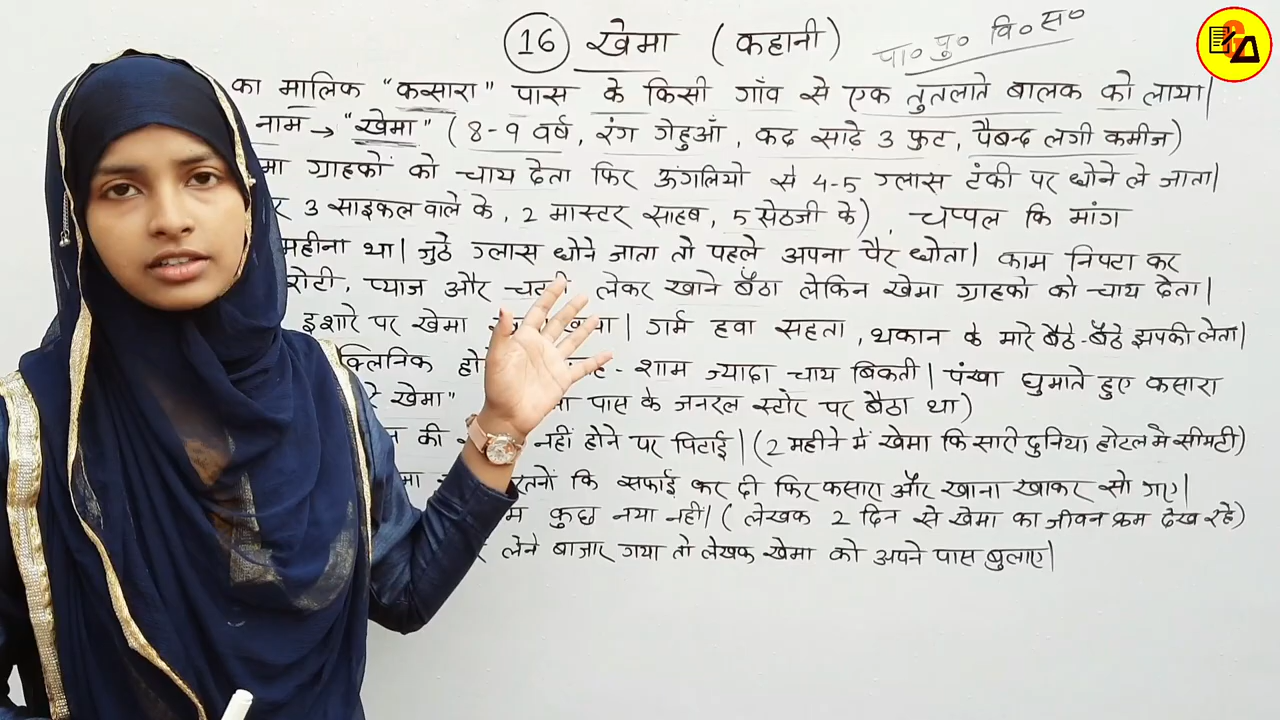 16 खेमा (कहानी) पा० पु० वि० स०
का मालिक "कसारा" पास के किसी गाँव से एक तुतलाते बालक को लाया|
नाम → "खेमा" (8-9 वर्ष, रंग गेहुआँ, कद साढे 3 फुट, पैबन्द लगी कमीज)
मा ग्राहकों को चाय देता फिर ऊंगलियो से 4-5 ग्लास टंकी पर धोने ले जाता|
र 3 साइकल वाले के, 2 मास्टर साहब, 5 सेठजी के) , चप्पल कि मांग
महीना था| जुठे ग्लास धोने जाता तो पहले अपना पैर धोता| काम निपटा कर
रोटी, प्याज और लेकर खाने बैठा लेकिन खेमा ग्राहको को चाय देता|
इशारे पर खेमा | गर्म हवा सहता, थकान के मारे बैठे-बैठे झपकी लेता|
क्लिनिक शाम ज्यादा चाय बिकती| पंखा घुमाते हुए कसारा
रे खेमा" पास के जनरल स्टोर पर बैठा था)
की नहीं होने पर पिटाई| (2 महीने में खेमा कि सारी दुनिया होटल मे सीमटी)
मा कि सफाई कर दी फिर कसारा और खाना खाकर सो गए|
म कुछ नया नहीं| ( लेखक 2 दिन से खेमा का जीवन क्रम देख रहे)
लेने बाजार गया तो लेखक खेमा को अपने पास बुलाए|